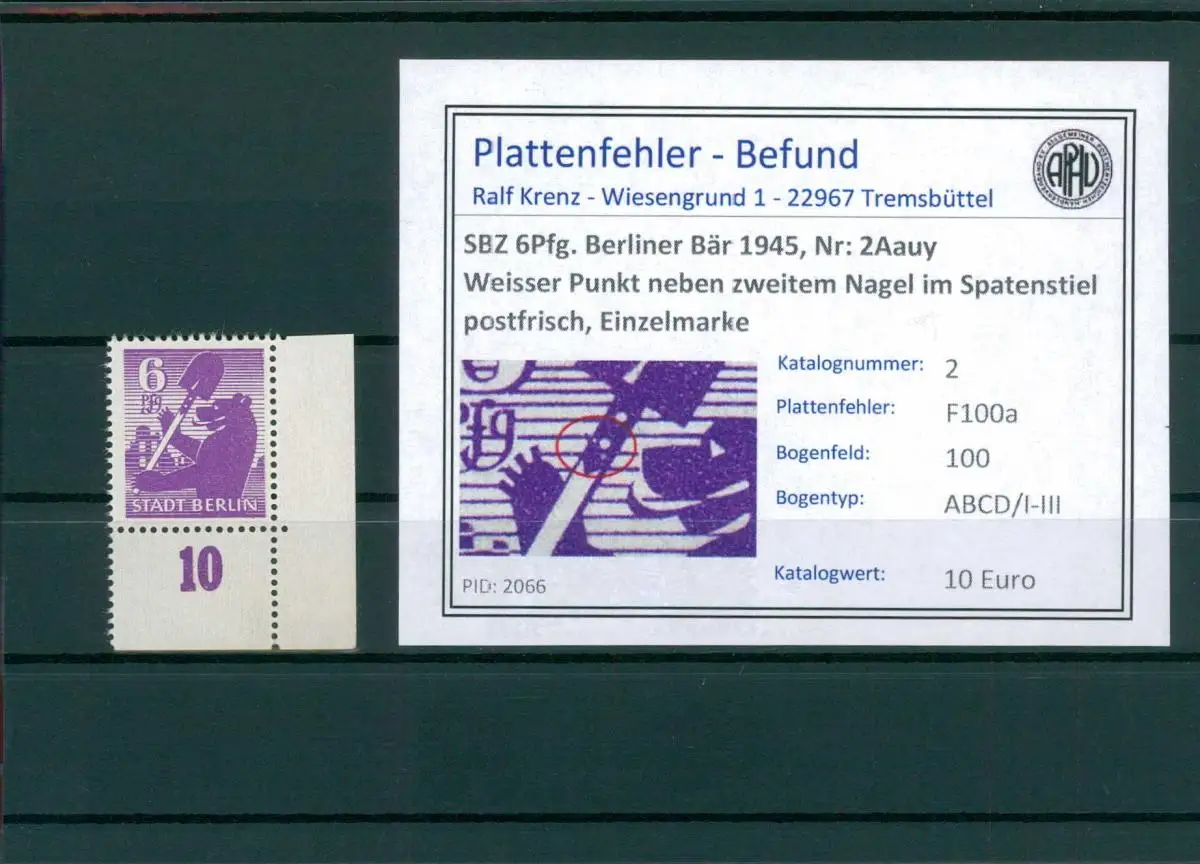 6
Pfg
STADT BERLIN
10
Plattenfehler - Befund
Ralf Krenz - Wiesengrund 1 - 22967 Tremsbüttel
APHV
SBZ 6Pfg. Berliner Bär 1945, Nr: 2Aauy
Weisser Punkt neben zweitem Nagel im Spatenstiel
postfrisch, Einzelmarke
Pfg
Katalognummer: 2
Plattenfehler: F100a
Bogenfeld: 100
Bogentyp: ABCD/I-III
Katalogwert: 10 Euro
PID: 2066